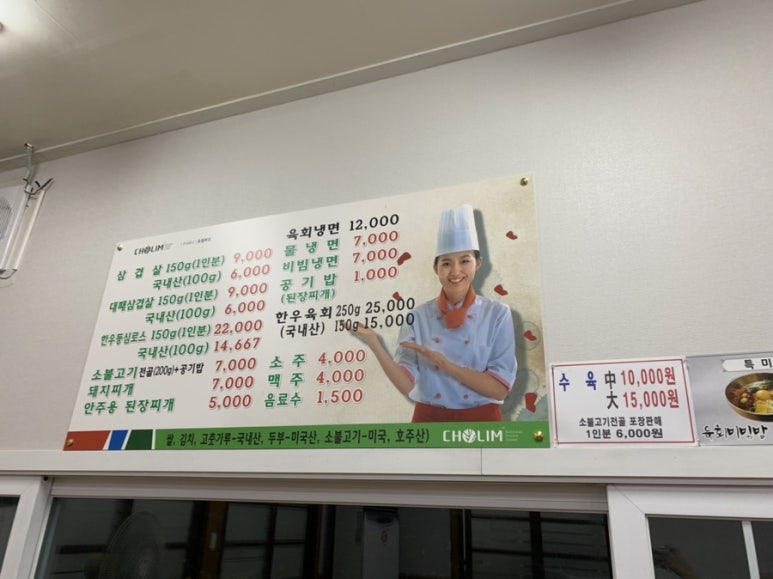 CHOLIM
삼 겹 살 150g(1인분) 9,000
국내산(100g) 6,000
대패삼겹살 150g(1인분) 9,000
국내산(100g) 6,000
한우등심로스 150g(1인분) 22,000
국내산(100g) 14,667
소불고기전골(200g)+공기밥 7,000
돼지찌개 7,000
안주용 된장찌개 5,000
육회냉면 12,000
물 냉 면 7,000
비빔냉면 7,000
공 기 밥 1,000
(된장찌개)
한우육회 250g 25,000
(국내산) 150g 15,000
소 주 4,000
맥 주 4,000
음료수 1,500
쌀, 김치, 고춧가루-국내산, 두부-미국산, 소불고기-미국, 호주산)
CHOLIM
수 육 中 10,000원
大 15,000원
소불고기전골 포장판매
1인분 6,000원
특 미
육회비빔밥